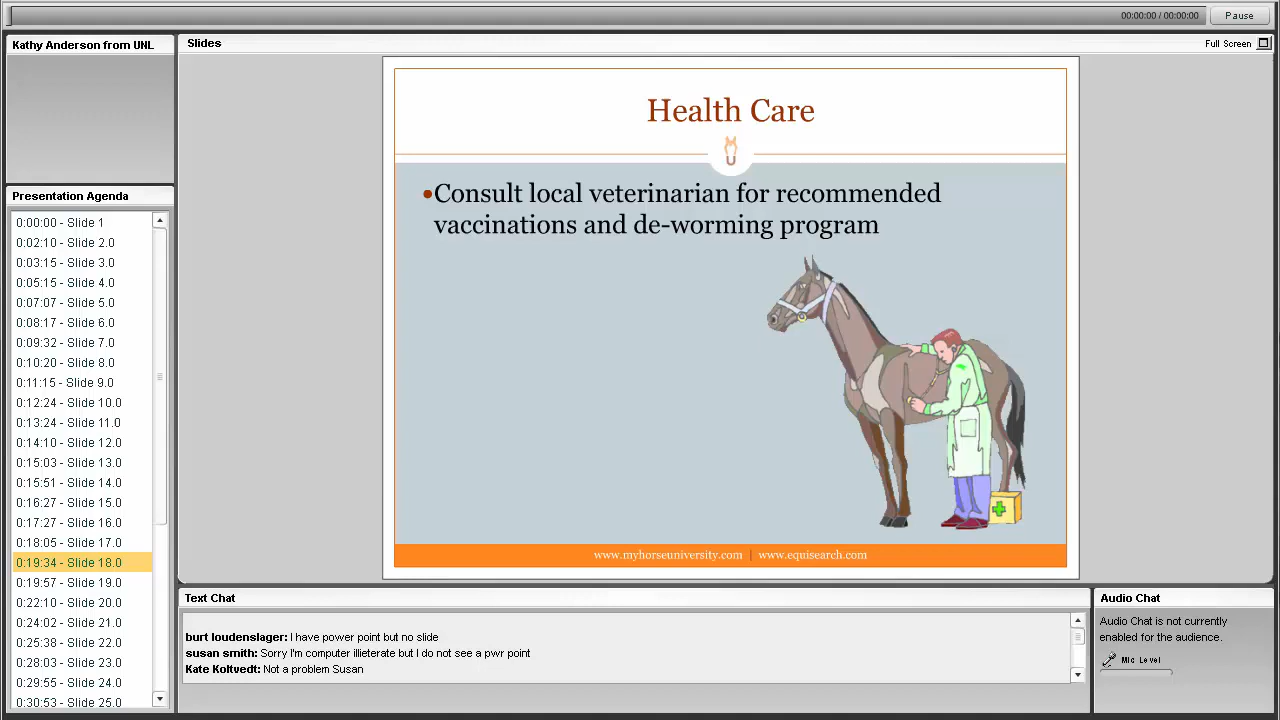 00:00:00 / 00:00:00
Pause
Kathy Anderson from UNL
Slides
Full Screen
Health Care
•Consult local veterinarian for recommended
vaccinations and de-worming program
www.myhorseuniversity.com | www.equisearch.com
Presentation Agenda
0:00:00 - Slide 1
0:02:10 - Slide 2.0
0:03:15 - Slide 3.0
0:05:15 - Slide 4.0
0:07:07 - Slide 5.0
0:08:17 - Slide 6.0
0:09:32 - Slide 7.0
0:10:20 - Slide 8.0
0:11:15 - Slide 9.0
0:12:24 - Slide 10.0
0:13:24 - Slide 11.0
0:14:10 - Slide 12.0
0:15:03 - Slide 13.0
0:15:51 - Slide 14.0
0:16:27 - Slide 15.0
0:17:27 - Slide 16.0
0:18:05 - Slide 17.0
0:19:34 - Slide 18.0
0:19:57 - Slide 19.0
0:22:10 - Slide 20.0
0:24:02 - Slide 21.0
0:25:38 - Slide 22.0
0:28:03 - Slide 23.0
0:29:55 - Slide 24.0
0:30:53 - Slide 25.0
Text Chat
burt loudenslager: I have power point but no slide
susan smith: Sorry I'm computer illieterate but I do not see a pwr point
Kate Koltvedt: Not a problem Susan
Audio Chat
Audio Chat is not currently
enabled for the audience.
Mic Level